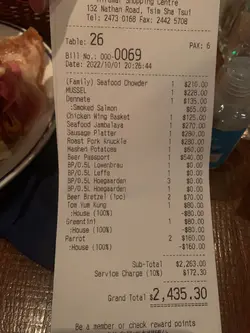 132 Nathan Road, Tsim Sha Tsui
Tel: 2473 0168 Fax: 2442 5708
Table: 26 PAX: 6
Bill No.: 000-0069
Date: 2022/10/01 20:26:44
(Family) Seafood Chowder 1 $210.00
MUSSEL 1 $228.00
Denmate 1 $135.00
:Smoked Salmon $65.00
Chicken Wing Basket 1 $125.00
Seafood Jambalaya 1 $270.00
Sausage Platter 1 $280.00
Roast Pork Knuckle 1 $280.00
Mashed Potatoes 1 $60.00
Beer Passport 1 $540.00
BP/0.5L Lowenbrau 1 $0.00
BP/0.5L Leffe 1 $0.00
BP/0.5L Hoegaarden 1 $0.00
BP/0.5L Hoegaarden 1 $0.00
Beer Bretzel (1pc) 2 $70.00
Tom Yum Kung 1 $80.00
:House (100%) -$80.00
Greentini 1 $80.00
:House (100%) -$80.00
Parrot 2 $160.00
:House (100%) -$160.00
Sub-Total $2,263.00
Service Charge (10%) $172.30
Grand Total $2,435.30
Be a member or check reward points